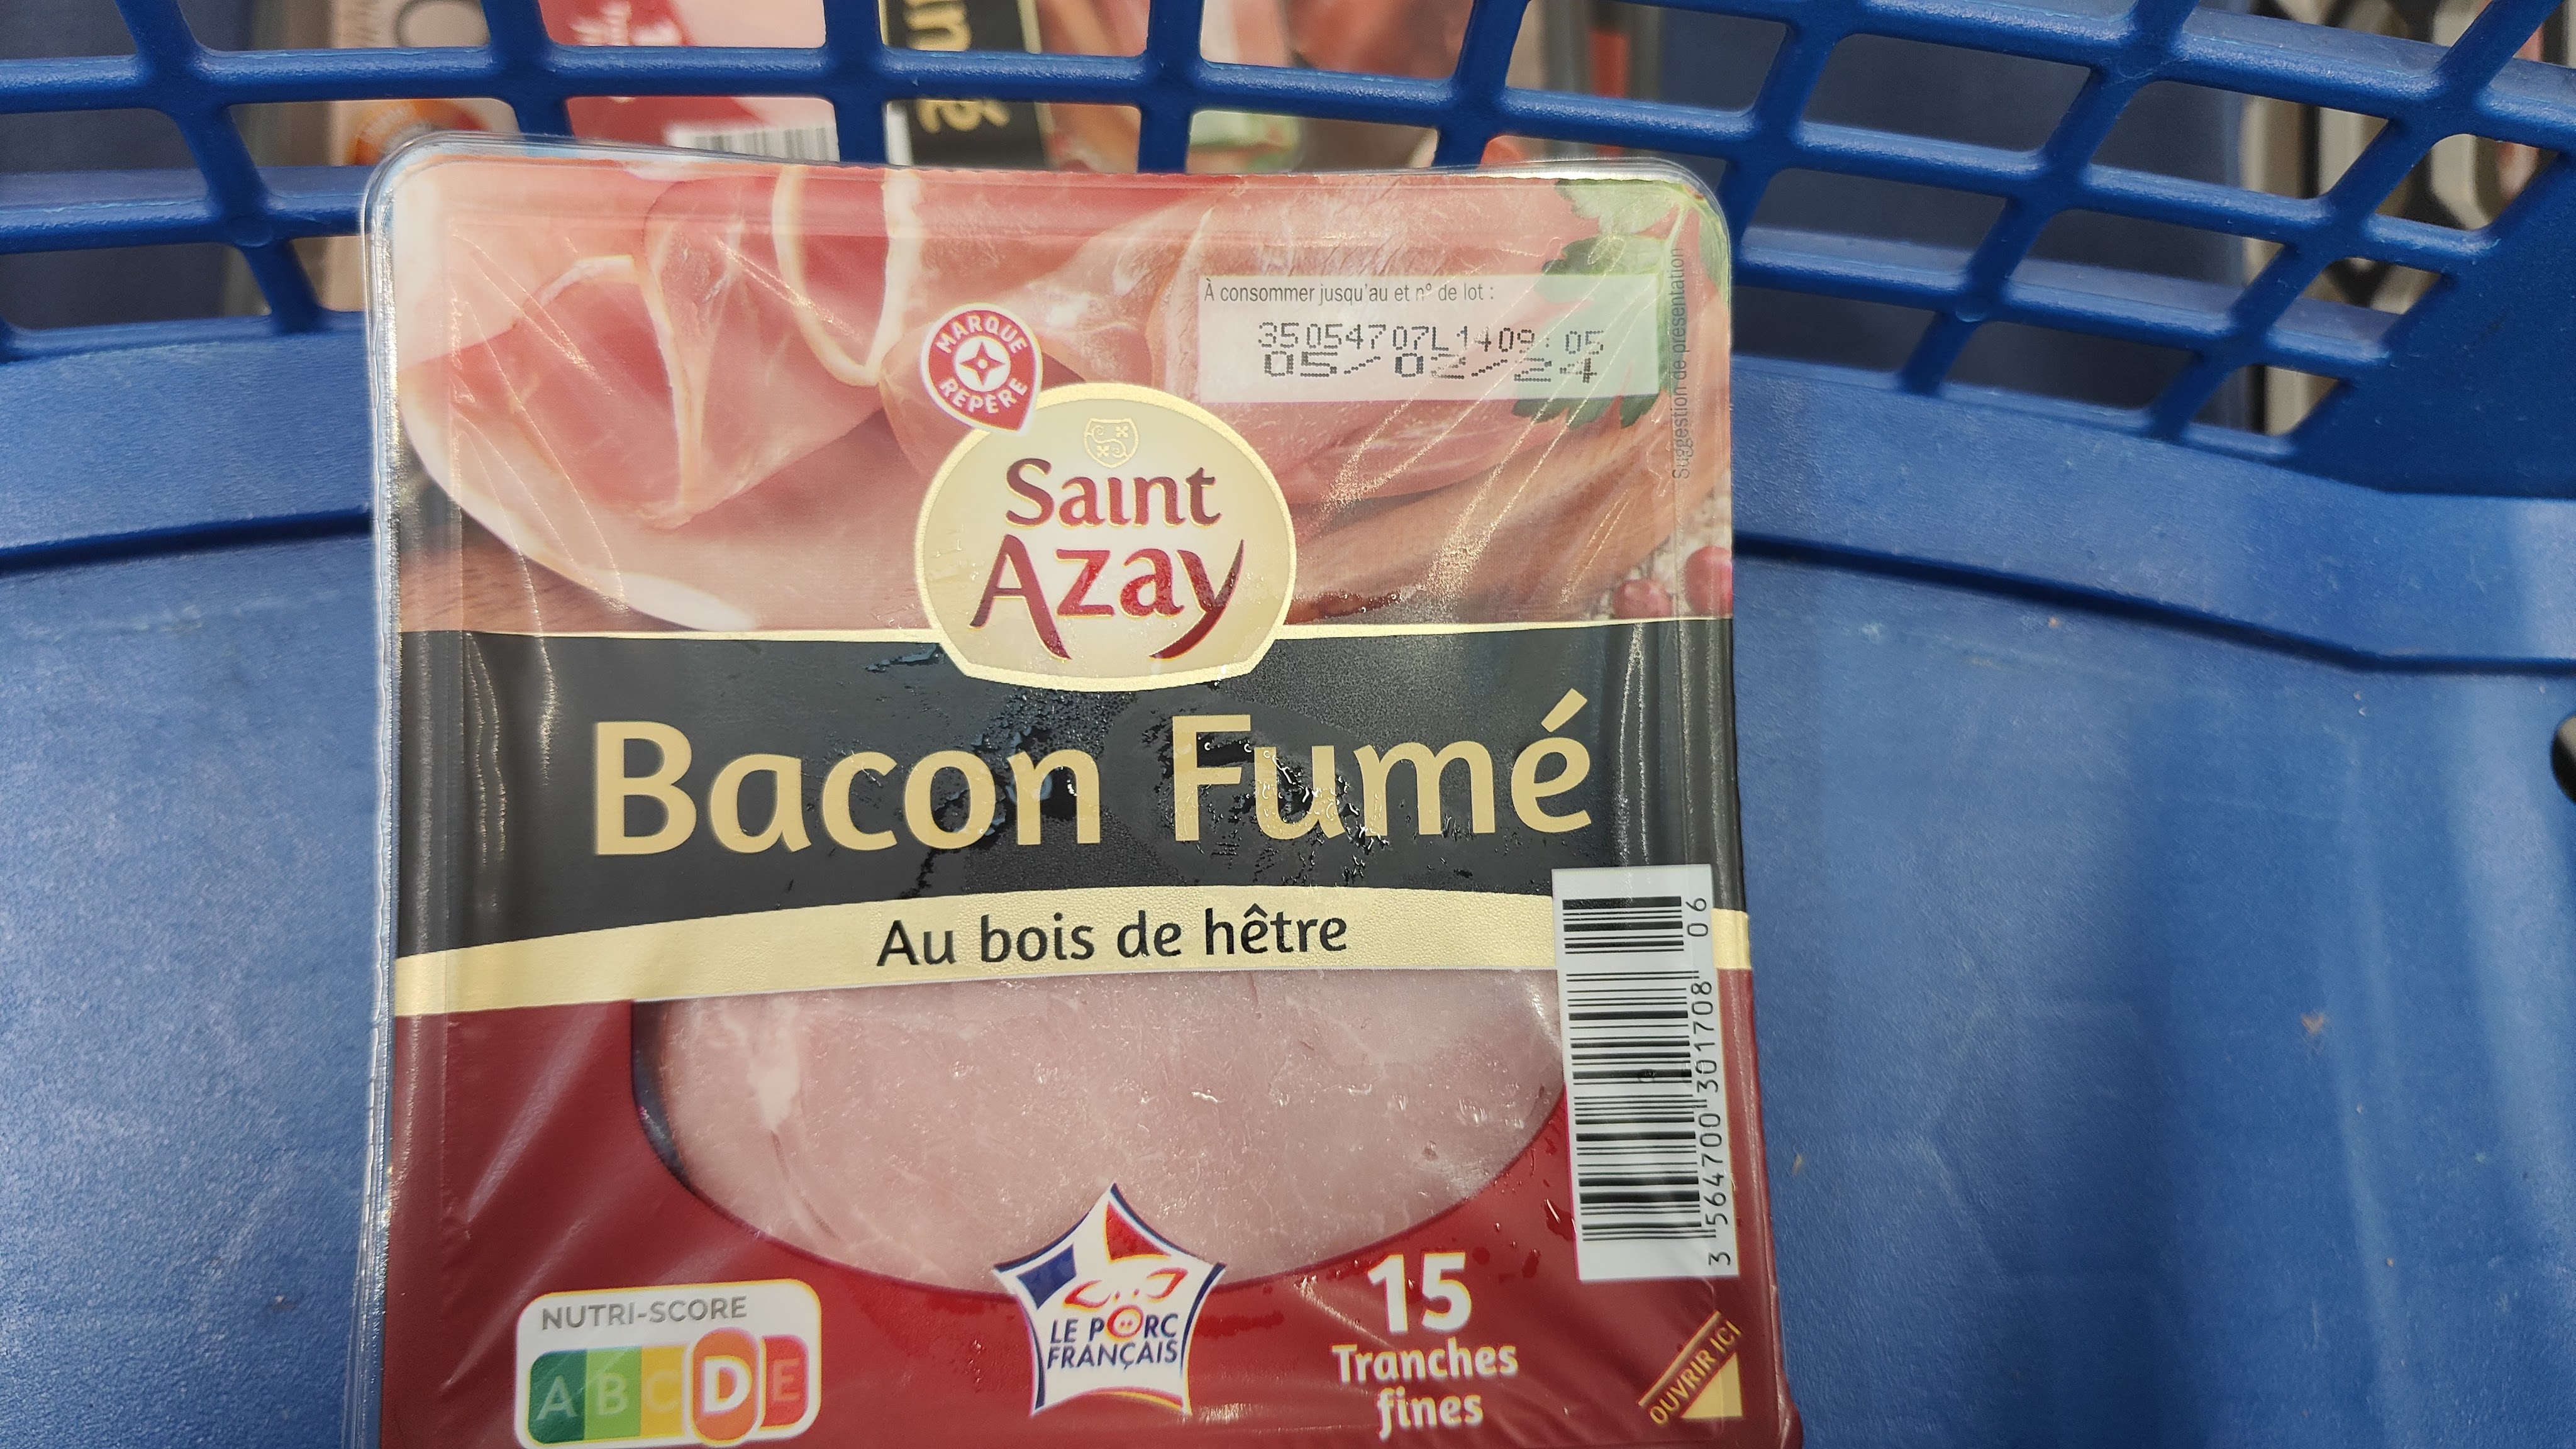 À consommer jusqu'au et n° de lot :
35054707L1409:05
05/02/24
Suggestion de présentation
MARQUE
REPÈRE
Saint
Azay
Bacon Fumé
Au bois de hêtre
06
3 564700 301708
NUTRI-SCORE
A B C D E
LE PORC
FRANÇAIS
15
Tranches
fines
OUVRIR ICI